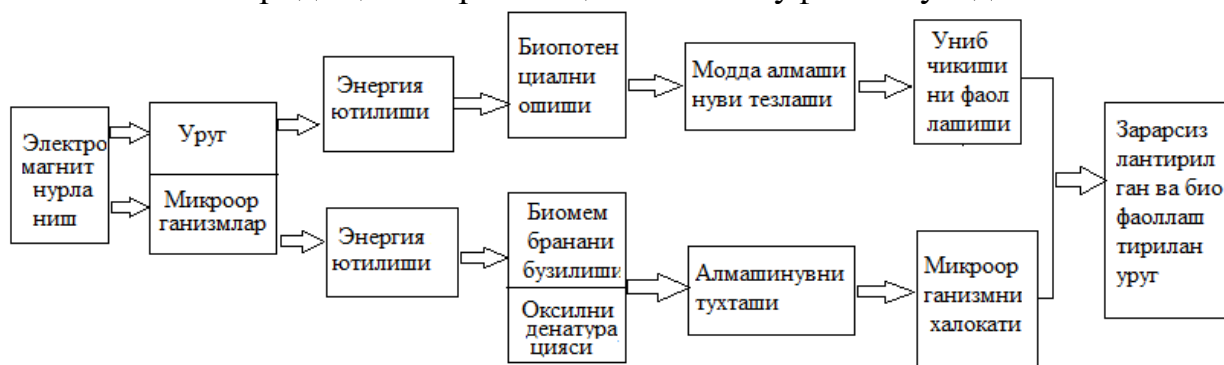 Электро
магнит
нурла
ниш
Уруг
Микроор
ганизмлар
Энергия
ютилиши
Биопотен
циални
ошиши
Модда алмаши
нуви тезлаши
Униб
чикиши
ни фаол
лашиши
Энергия
ютилиши
Биомем
бранани
бузилиши
Оксилни
денатура
цияси
Алмашинувни
тухташи
Микроор
ганизмни
халокати
Зарарсиз
лантирил
ган ва био
фаоллаш
тирилан
уруг